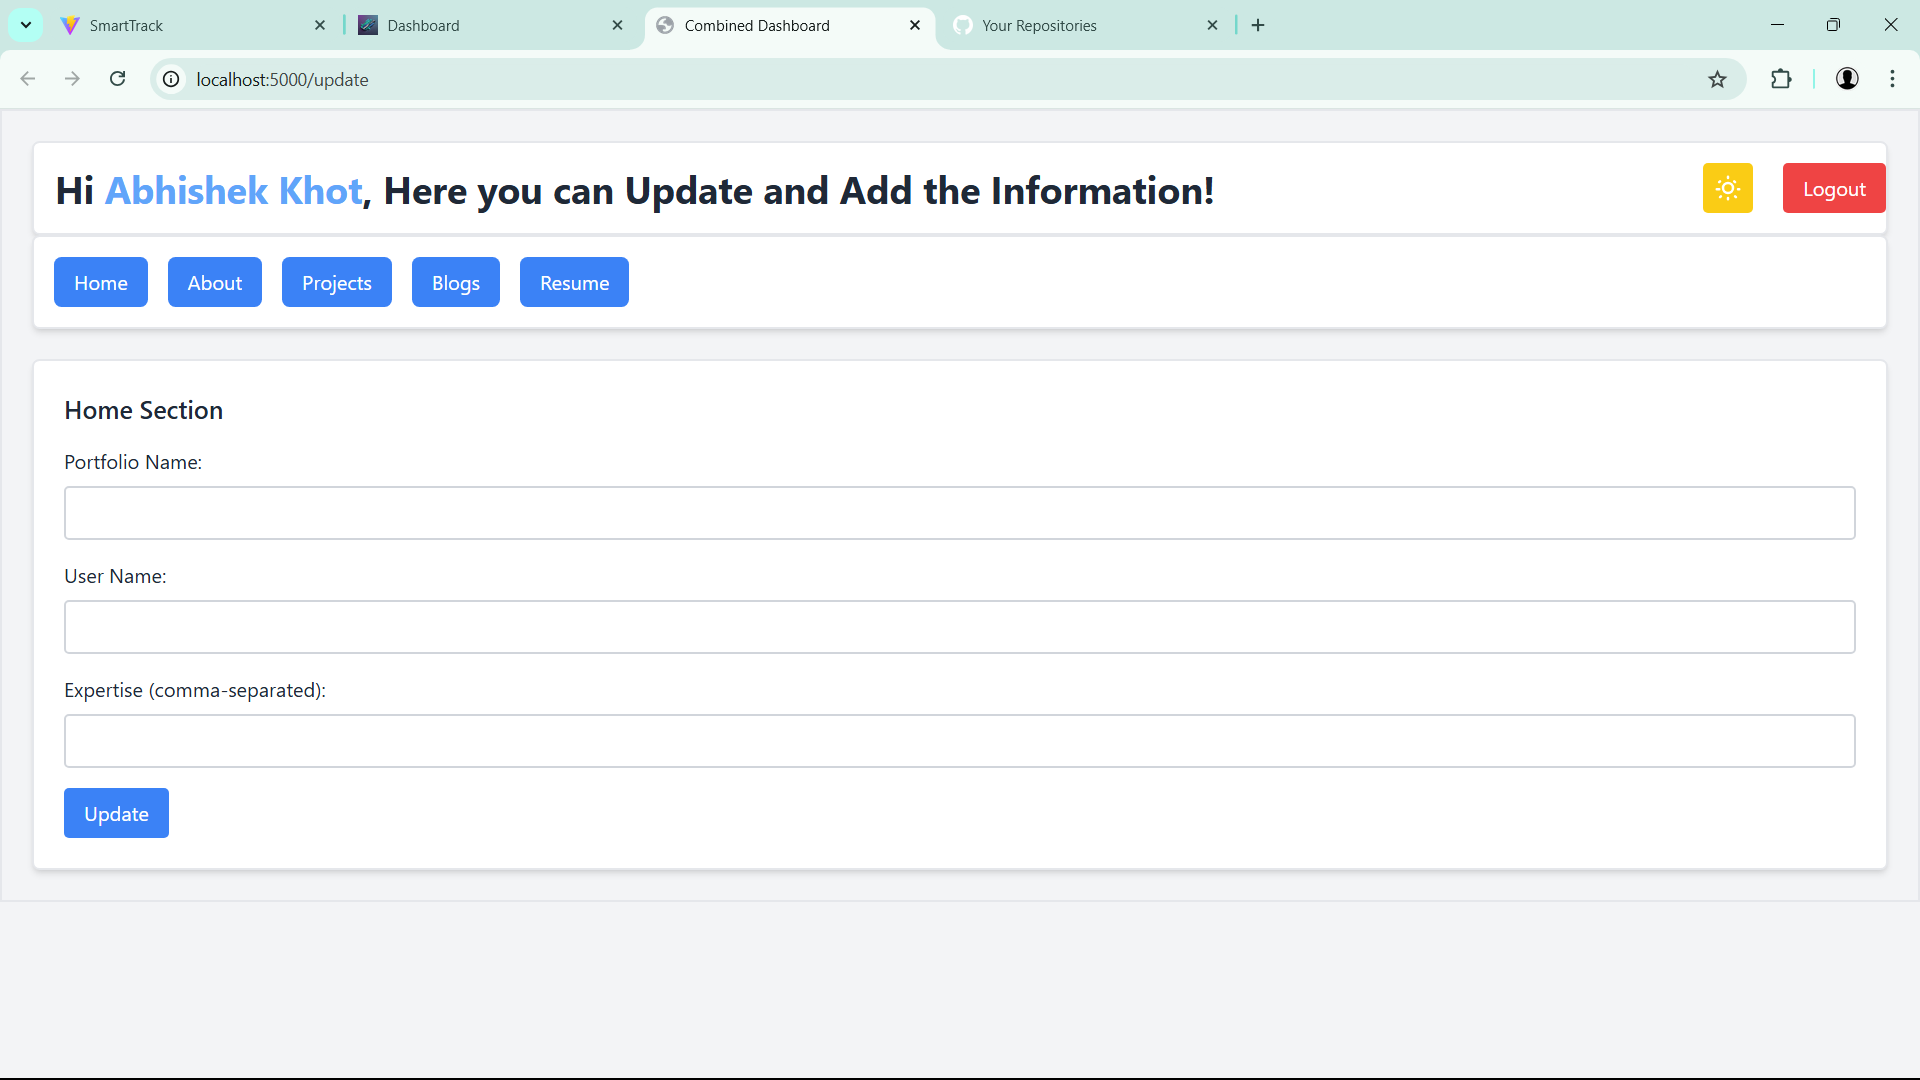 SmartTrack
Dashboard
Combined Dashboard
Your Repositories
localhost:5000/update
Hi Abhishek Khot, Here you can Update and Add the Information!
Logout
Home
About
Projects
Blogs
Resume
Home Section
Portfolio Name:
User Name:
Expertise (comma-separated):
Update